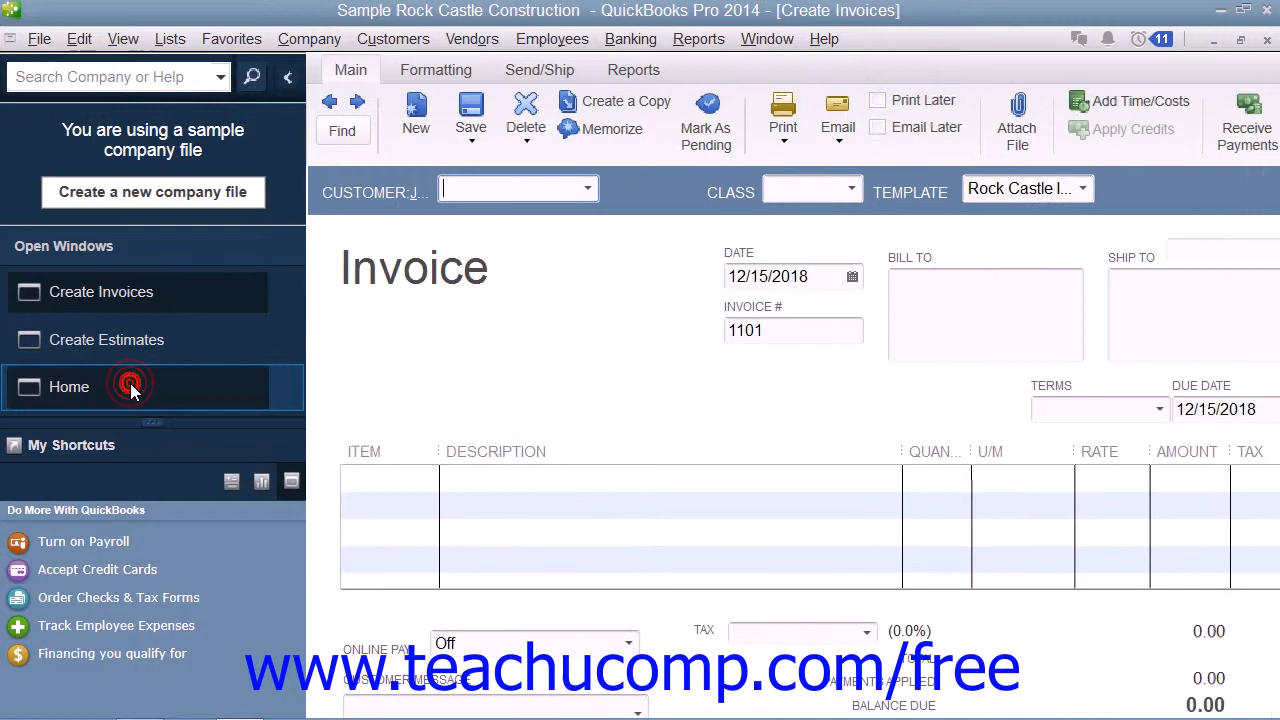 Sample Rock Castle Construction - QuickBooks Pro 2014 - [Create Invoices]
File Edit View Lists Favorites Company Customers Vendors Employees Banking Reports Window Help 11
Search Company or Help
Main Formatting Send/Ship Reports
You are using a sample
company file
Create a new company file
Find
New
Save
Delete
Create a Copy
Memorize
Mark As
Pending
Print
Email
Print Later
Email Later
Attach
File
Add Time/Costs
Apply Credits
Receive
Payments
CUSTOMER:J... CLASS TEMPLATE Rock Castle I...
Open Windows
Create Invoices
Create Estimates
Home
My Shortcuts
Do More With QuickBooks
Turn on Payroll
Accept Credit Cards
Order Checks & Tax Forms
Track Employee Expenses
Financing you qualify for
Invoice
DATE
12/15/2018
INVOICE #
1101
BILL TO
SHIP TO
TERMS
DUE DATE
12/15/2018
ITEM DESCRIPTION QUAN... U/M RATE AMOUNT TAX
ONLINE PAY Off
TAX (0.0%) 0.00
TOTAL
CUSTOMER MESSAGE
PAYMENTS APPLIED 0.00
BALANCE DUE 0.00
www.teachucomp.com/free